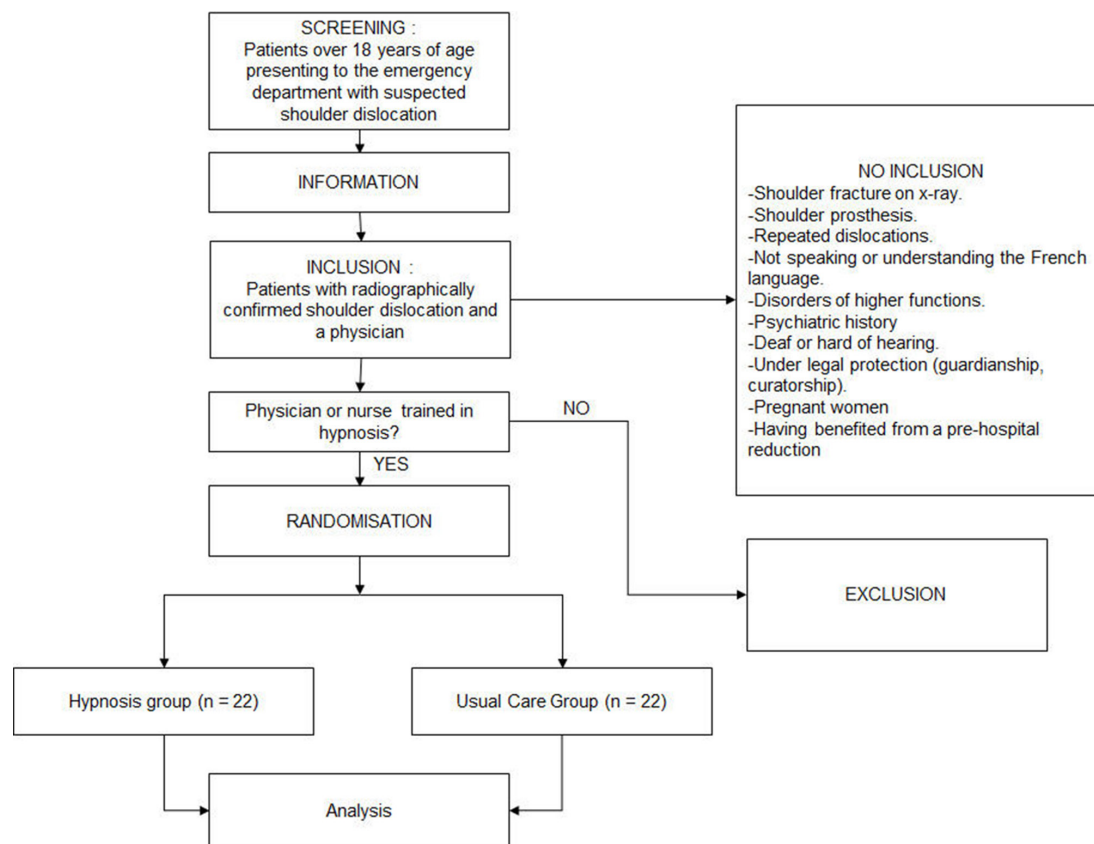 SCREENING :
Patients over 18 years of age
presenting to the emergency
department with suspected
shoulder dislocation
INFORMATION
INCLUSION :
Patients with radiographically
confirmed shoulder dislocation and
a physician
NO INCLUSION
-Shoulder fracture on x-ray.
-Shoulder prosthesis.
-Repeated dislocations.
-Not speaking or understanding the French
language.
-Disorders of higher functions.
-Psychiatric history
-Deaf or hard of hearing.
-Under legal protection (guardianship,
curatorship).
-Pregnant women
-Having benefited from a pre-hospital
reduction
Physician or nurse trained in
hypnosis?
NO
YES
RANDOMISATION
EXCLUSION
Hypnosis group (n = 22)
Usual Care Group (n = 22)
Analysis